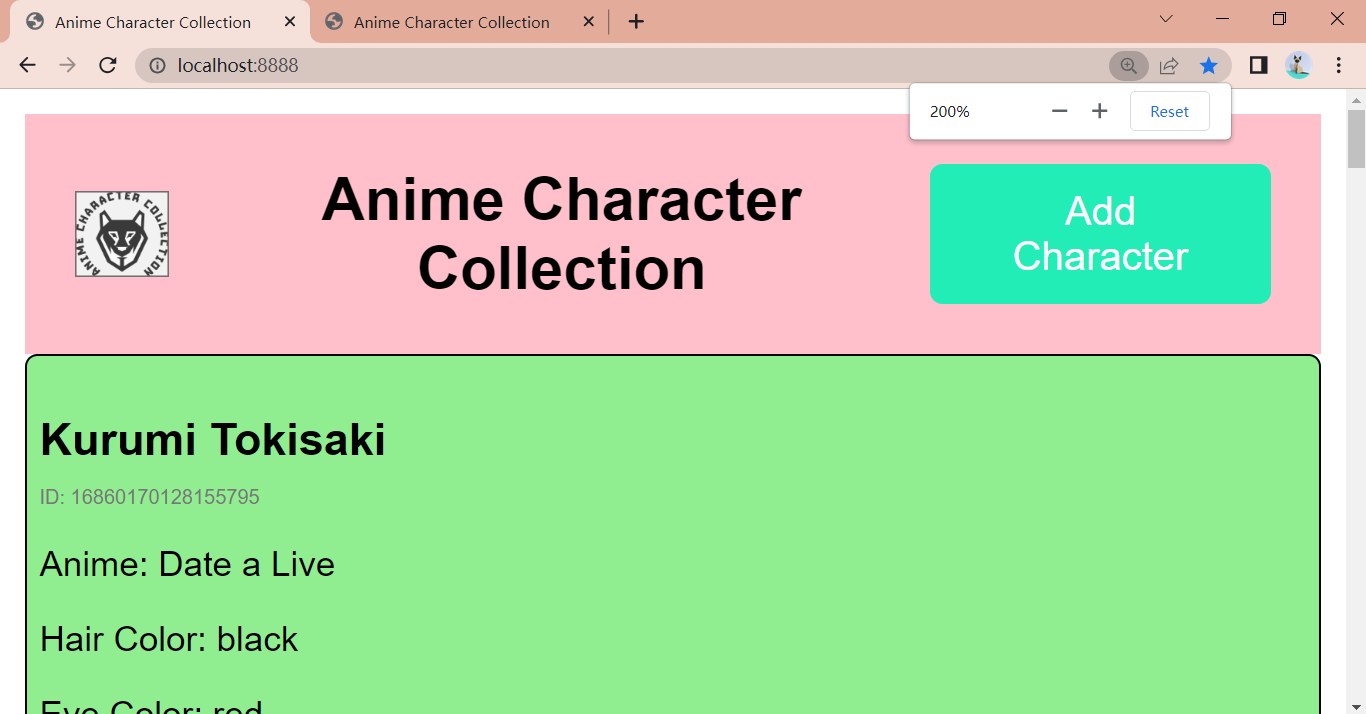 Anime Character Collection
Anime Character Collection
localhost:8888
200%
Reset
ANIME CHARACTER COLLECTION
Anime Character
Collection
Add
Character
Kurumi Tokisaki
ID: 16860170128155795
Anime: Date a Live
Hair Color: black
Eye Color: red